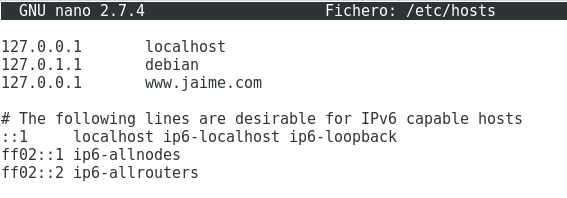 GNU nano 2.7.4 Fichero: /etc/hosts
127.0.0.1 localhost
127.0.1.1 debian
127.0.0.1 www.jaime.com
# The following lines are desirable for IPv6 capable hosts
::1 localhost ip6-localhost ip6-loopback
ff02::1 ip6-allnodes
ff02::2 ip6-allrouters